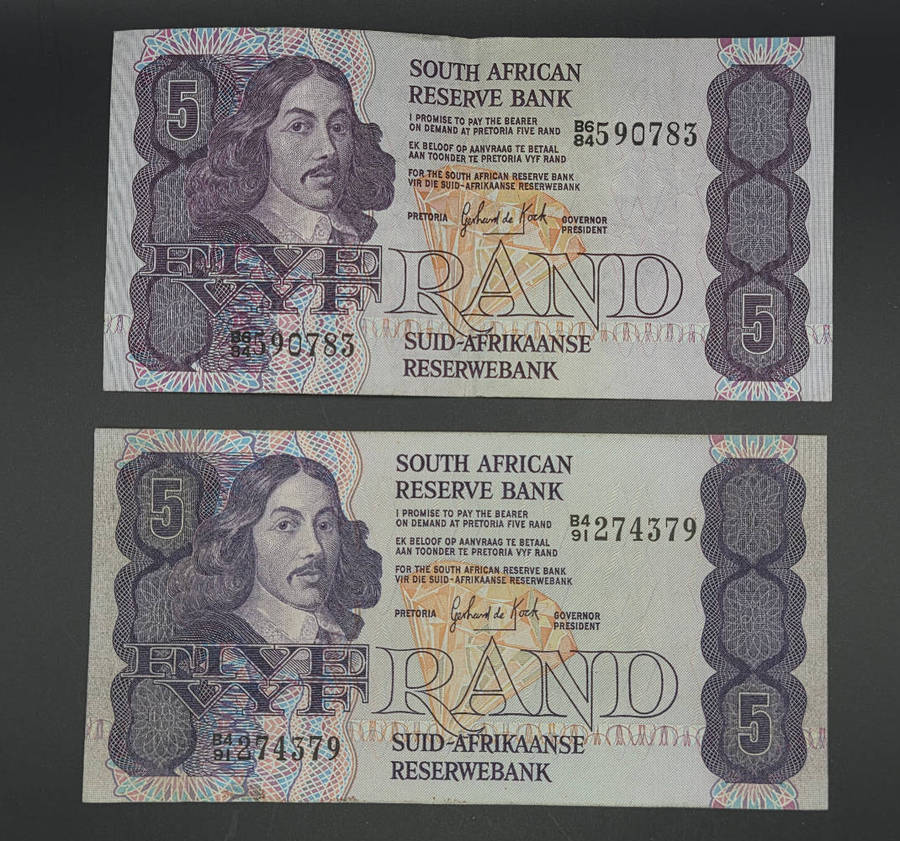 5
SOUTH AFRICAN
RESERVE BANK
I PROMISE TO PAY THE BEARER
ON DEMAND AT PRETORIA FIVE RAND
B6
84 590783
EK BELOOF OP AANVRAAG TE BETAAL
AAN TOONDER TE PRETORIA VYF RAND
FOR THE SOUTH AFRICAN RESERVE BANK
VIR DIE SUID-AFRIKAANSE RESERWEBANK
PRETORIA Gerhard de Kock GOVERNOR
PRESIDENT
FIVE
VYF RAND
5
B6
84 590783
SUID-AFRIKAANSE
RESERWEBANK
5
SOUTH AFRICAN
RESERVE BANK
I PROMISE TO PAY THE BEARER
ON DEMAND AT PRETORIA FIVE RAND
B4
91 274379
EK BELOOF OP AANVRAAG TE BETAAL
AAN TOONDER TE PRETORIA VYF RAND
FOR THE SOUTH AFRICAN RESERVE BANK
VIR DIE SUID-AFRIKAANSE RESERWEBANK
PRETORIA Gerhard de Kock GOVERNOR
PRESIDENT
FIVE
VYF RAND
5
B4
91 274379
SUID-AFRIKAANSE
RESERWEBANK